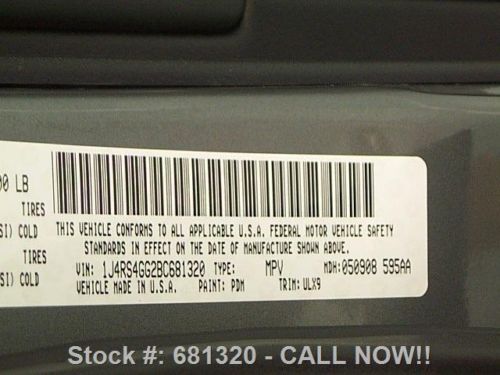 00 LB
TIRES
SI) COLD
TIRES
SI) COLD
THIS VEHICLE CONFORMS TO ALL APPLICABLE U.S.A. FEDERAL MOTOR VEHICLE SAFETY
STANDARDS IN EFFECT ON THE DATE OF MANUFACTURE SHOWN ABOVE.
VIN: 1J4RS4GG2BC681320 TYPE: MPV MDH:050908 595AA
VEHICLE MADE IN U.S.A. PAINT: PDM TRIM: ULX9
Stock #: 681320 - CALL NOW!!